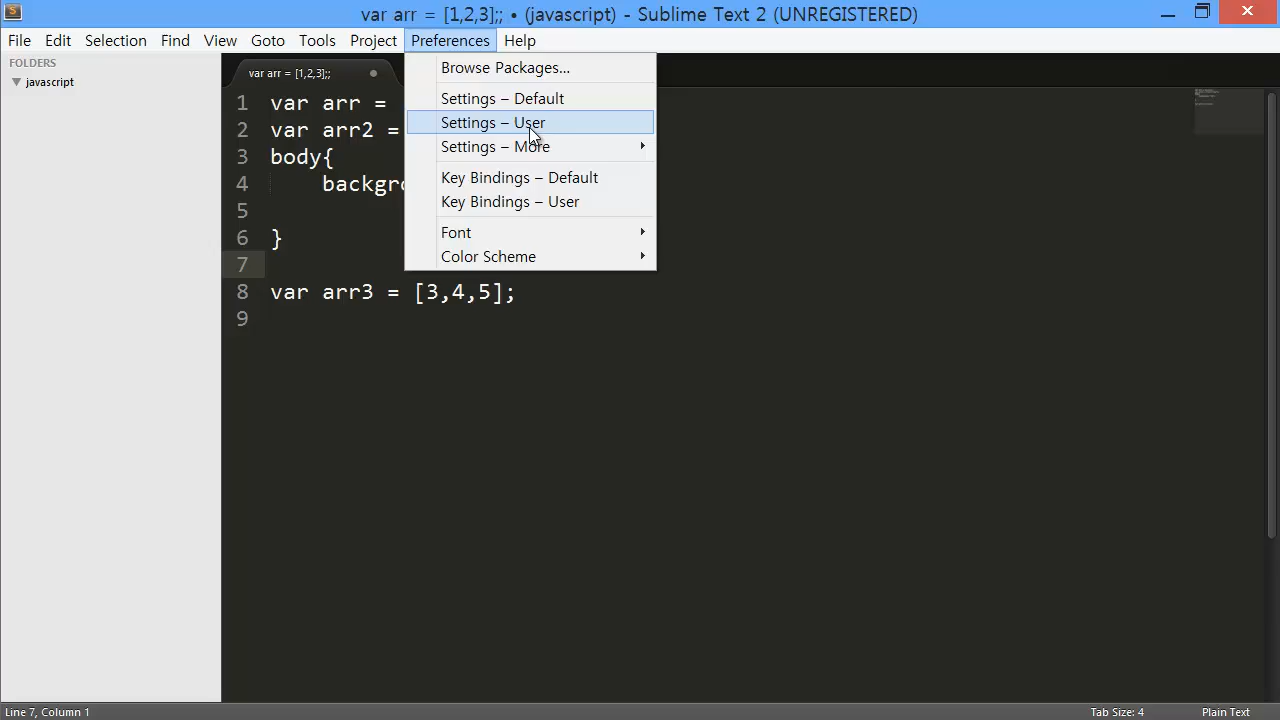 var arr = [1,2,3];; • (javascript) - Sublime Text 2 (UNREGISTERED)
File Edit Selection Find View Goto Tools Project Preferences Help
FOLDERS
javascript
var arr = [1,2,3];;
1 var arr =
2 var arr2 =
3 body{
4 backgro
5
6 }
7
8 var arr3 = [3,4,5];
9
Browse Packages...
Settings – Default
Settings – User
Settings – More
Key Bindings – Default
Key Bindings – User
Font
Color Scheme
Line 7, Column 1
Tab Size: 4
Plain Text